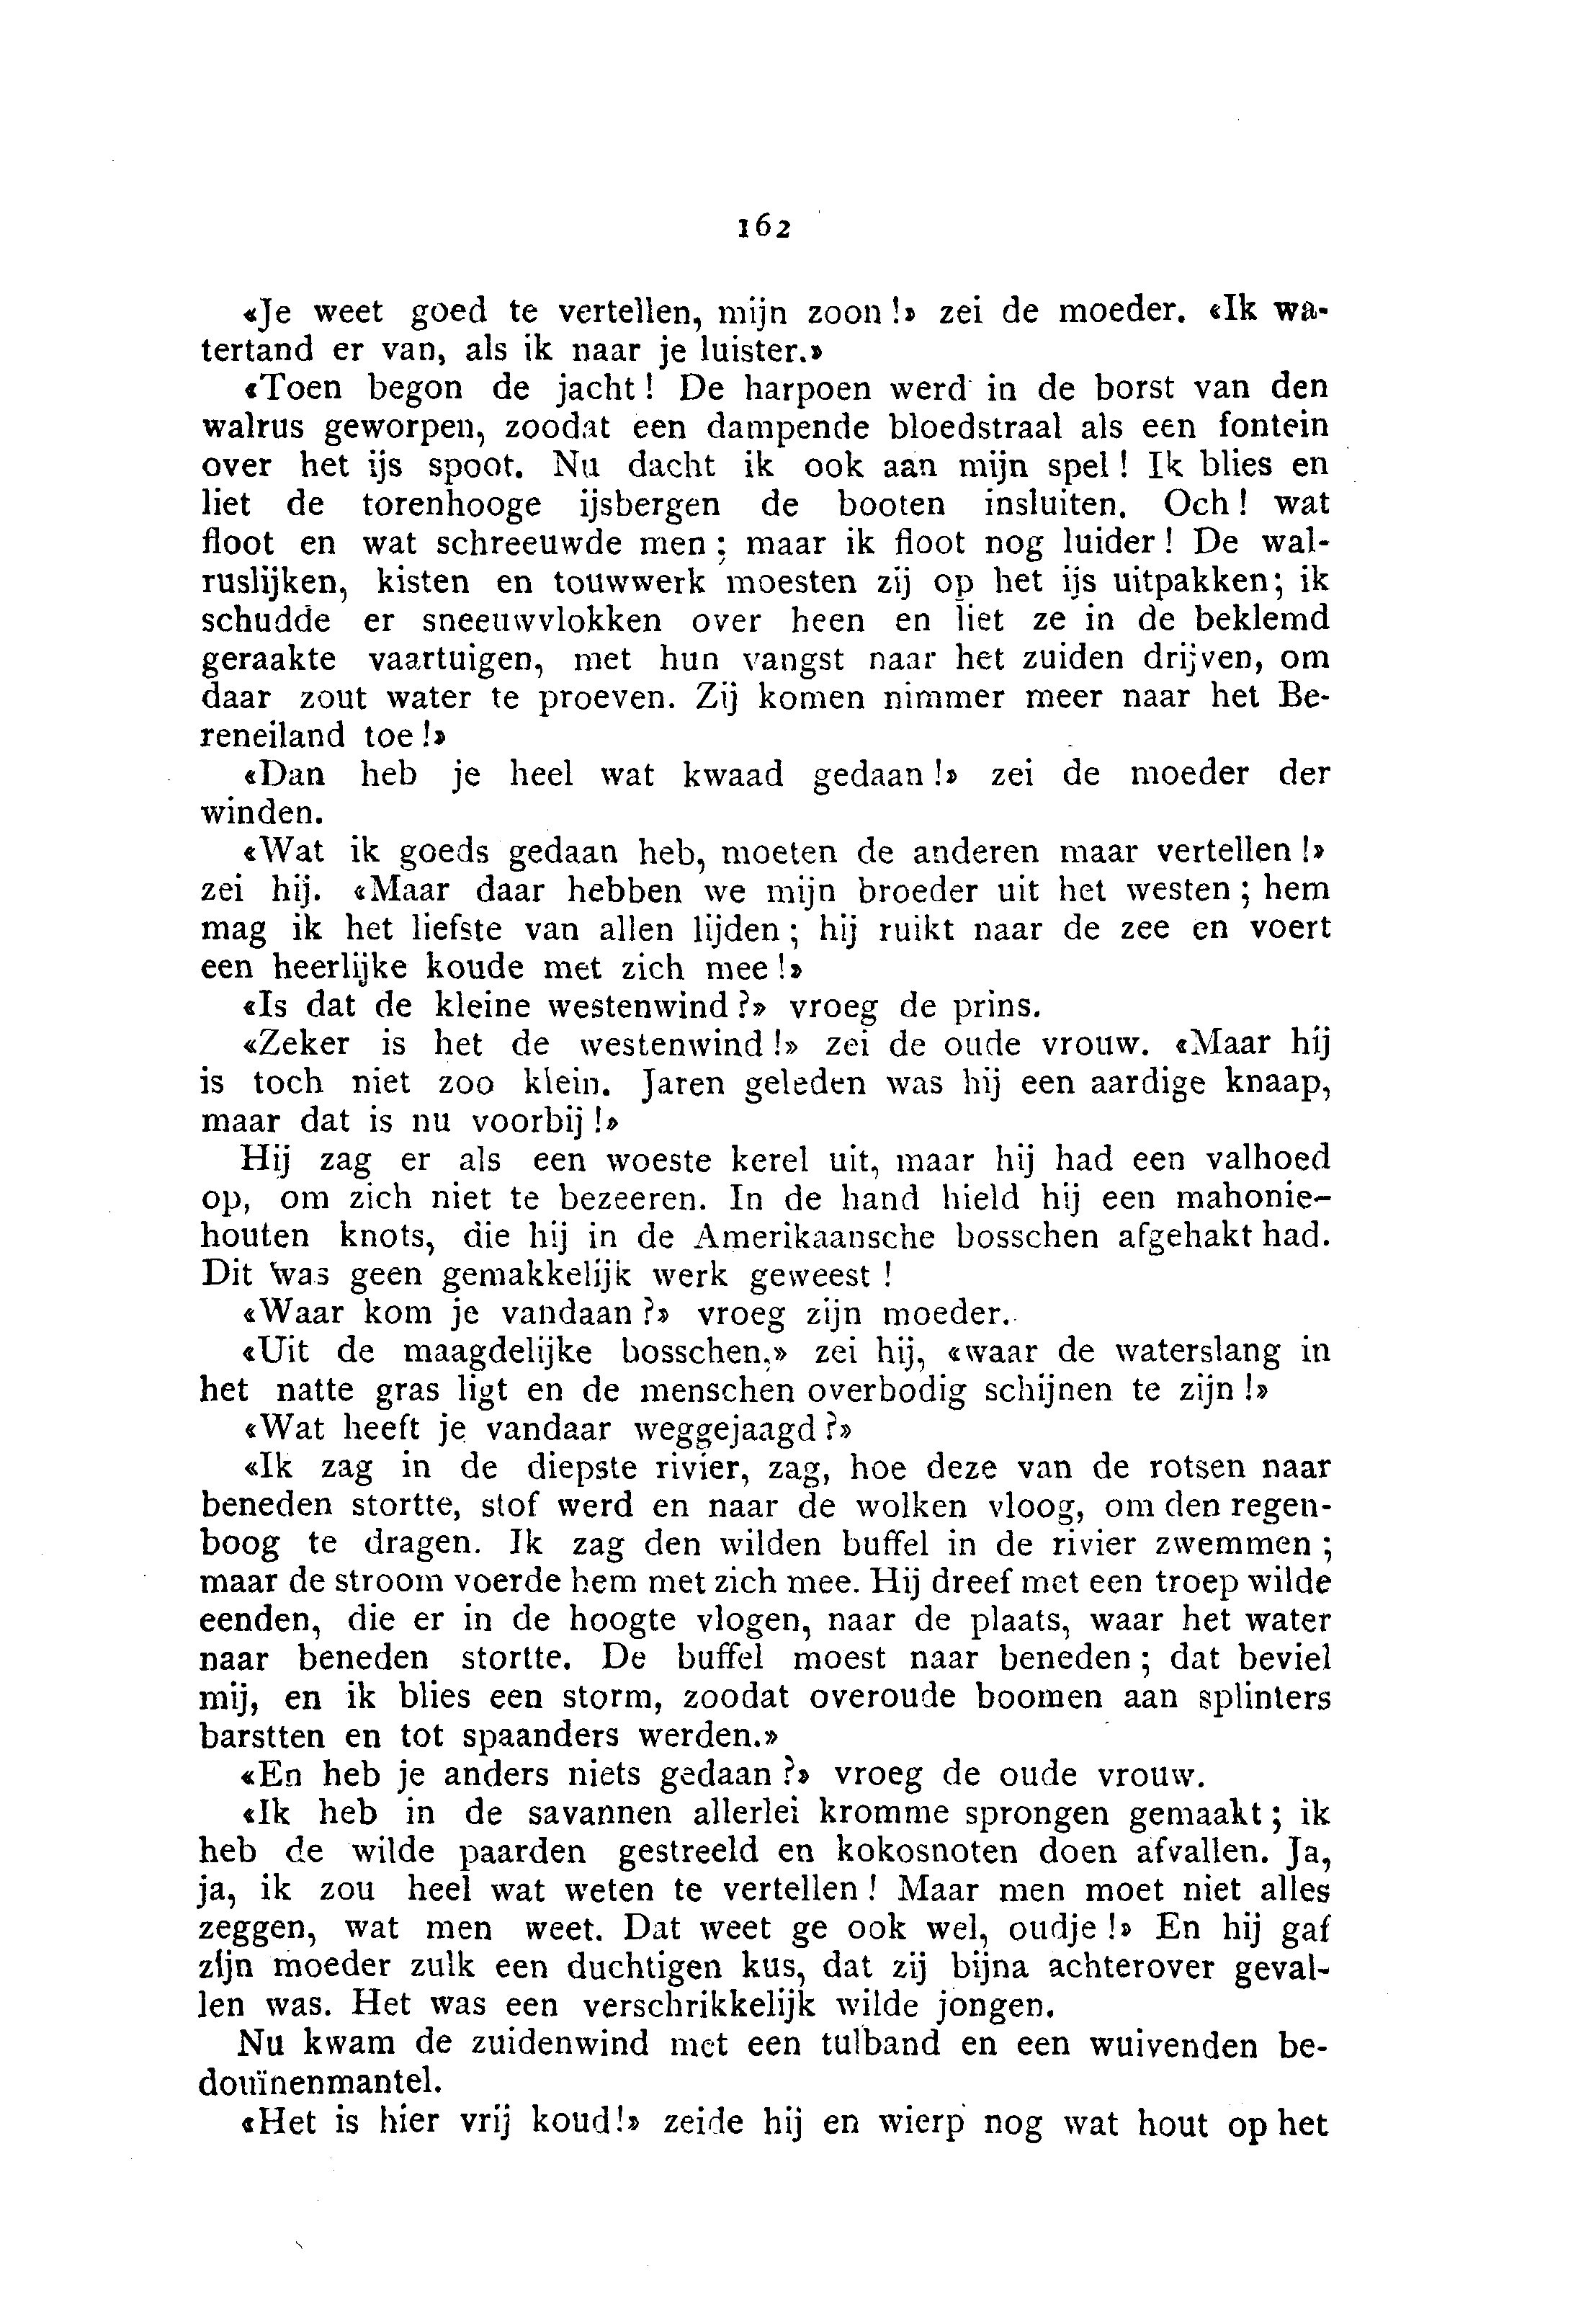 162
«Je weet goed te vertellen, mijn zoon!» zei de moeder. «Ik wa-
tertand er van, als ik naar je luister.»
«Toen begon de jacht! De harpoen werd in de borst van den
walrus geworpen, zoodat een dampende bloedstraal als een fontein
over het ijs spoot. Nu dacht ik ook aan mijn spel! Ik blies en
liet de torenhooge ijsbergen de booten insluiten. Och! wat
floot en wat schreeuwde men; maar ik floot nog luider! De wal-
ruslijken, kisten en touwwerk moesten zij op het ijs uitpakken; ik
schudde er sneeuwvlokken over heen en liet ze in de beklemd
geraakte vaartuigen, met hun vangst naar het zuiden drijven, om
daar zout water te proeven. Zij komen nimmer meer naar het Be-
reneiland toe!»
«Dan heb je heel wat kwaad gedaan!» zei de moeder der
winden.
«Wat ik goeds gedaan heb, moeten de anderen maar vertellen!»
zei hij. «Maar daar hebben we mijn broeder uit het westen; hem
mag ik het liefste van allen lijden; hij ruikt naar de zee en voert
een heerlijke koude met zich mee!»
«Is dat de kleine westenwind?» vroeg de prins.
«Zeker is het de westenwind!» zei de oude vrouw. «Maar hij
is toch niet zoo klein. Jaren geleden was hij een aardige knaap,
maar dat is nu voorbij!»
Hij zag er als een woeste kerel uit, maar hij had een valhoed
op, om zich niet te bezeeren. In de hand hield hij een mahonie-
houten knots, die hij in de Amerikaansche bosschen afgehakt had.
Dit was geen gemakkelijk werk geweest!
«Waar kom je vandaan?» vroeg zijn moeder.
«Uit de maagdelijke bosschen,» zei hij, «waar de waterslang in
het natte gras ligt en de menschen overbodig schijnen te zijn!»
«Wat heeft je vandaar weggejaagd?»
«Ik zag in de diepste rivier, zag, hoe deze van de rotsen naar
beneden stortte, stof werd en naar de wolken vloog, om den regen-
boog te dragen. Ik zag den wilden buffel in de rivier zwemmen;
maar de stroom voerde hem met zich mee. Hij dreef met een troep wilde
eenden, die er in de hoogte vlogen, naar de plaats, waar het water
naar beneden stortte. De buffel moest naar beneden; dat beviel
mij, en ik blies een storm, zoodat overoude boomen aan splinters
barstten en tot spaanders werden.»
«En heb je anders niets gedaan?» vroeg de oude vrouw.
«Ik heb in de savannen allerlei kromme sprongen gemaakt; ik
heb de wilde paarden gestreeld en kokosnoten doen afvallen. Ja,
ja, ik zou heel wat weten te vertellen! Maar men moet niet alles
zeggen, wat men weet. Dat weet ge ook wel, oudje!» En hij gaf
zijn moeder zulk een duchtigen kus, dat zij bijna achterover geval-
len was. Het was een verschrikkelijk wilde jongen.
Nu kwam de zuidenwind met een tulband en een wuivenden be-
douïnenmantel.
«Het is hier vrij koud!» zeide hij en wierp nog wat hout op het